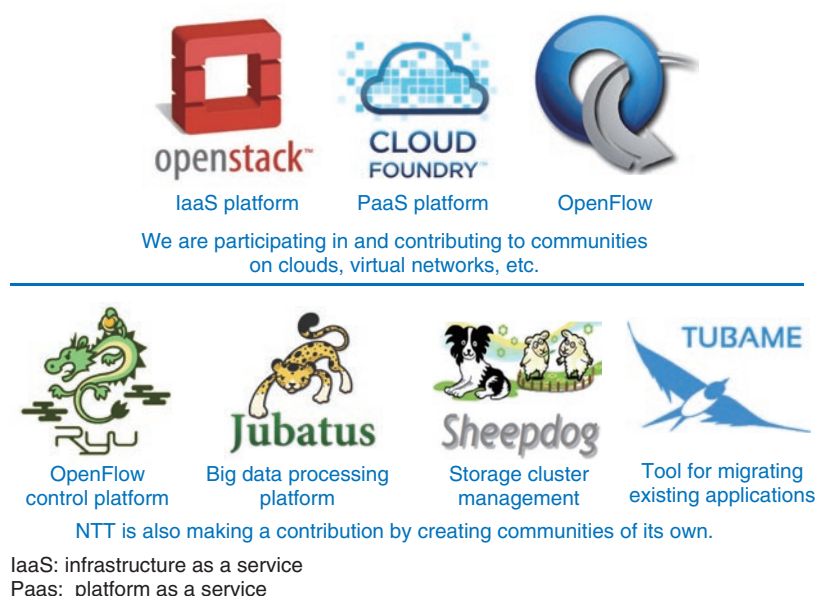 openstack™
CLOUD
FOUNDRY™
IaaS platform
PaaS platform
OpenFlow
We are participating in and contributing to communities
on clouds, virtual networks, etc.
Ryu
Jubatus
Sheepdog
TUBAME
OpenFlow
control platform
Big data processing
platform
Storage cluster
management
Tool for migrating
existing applications
NTT is also making a contribution by creating communities of its own.
IaaS: infrastructure as a service
Paas: platform as a service